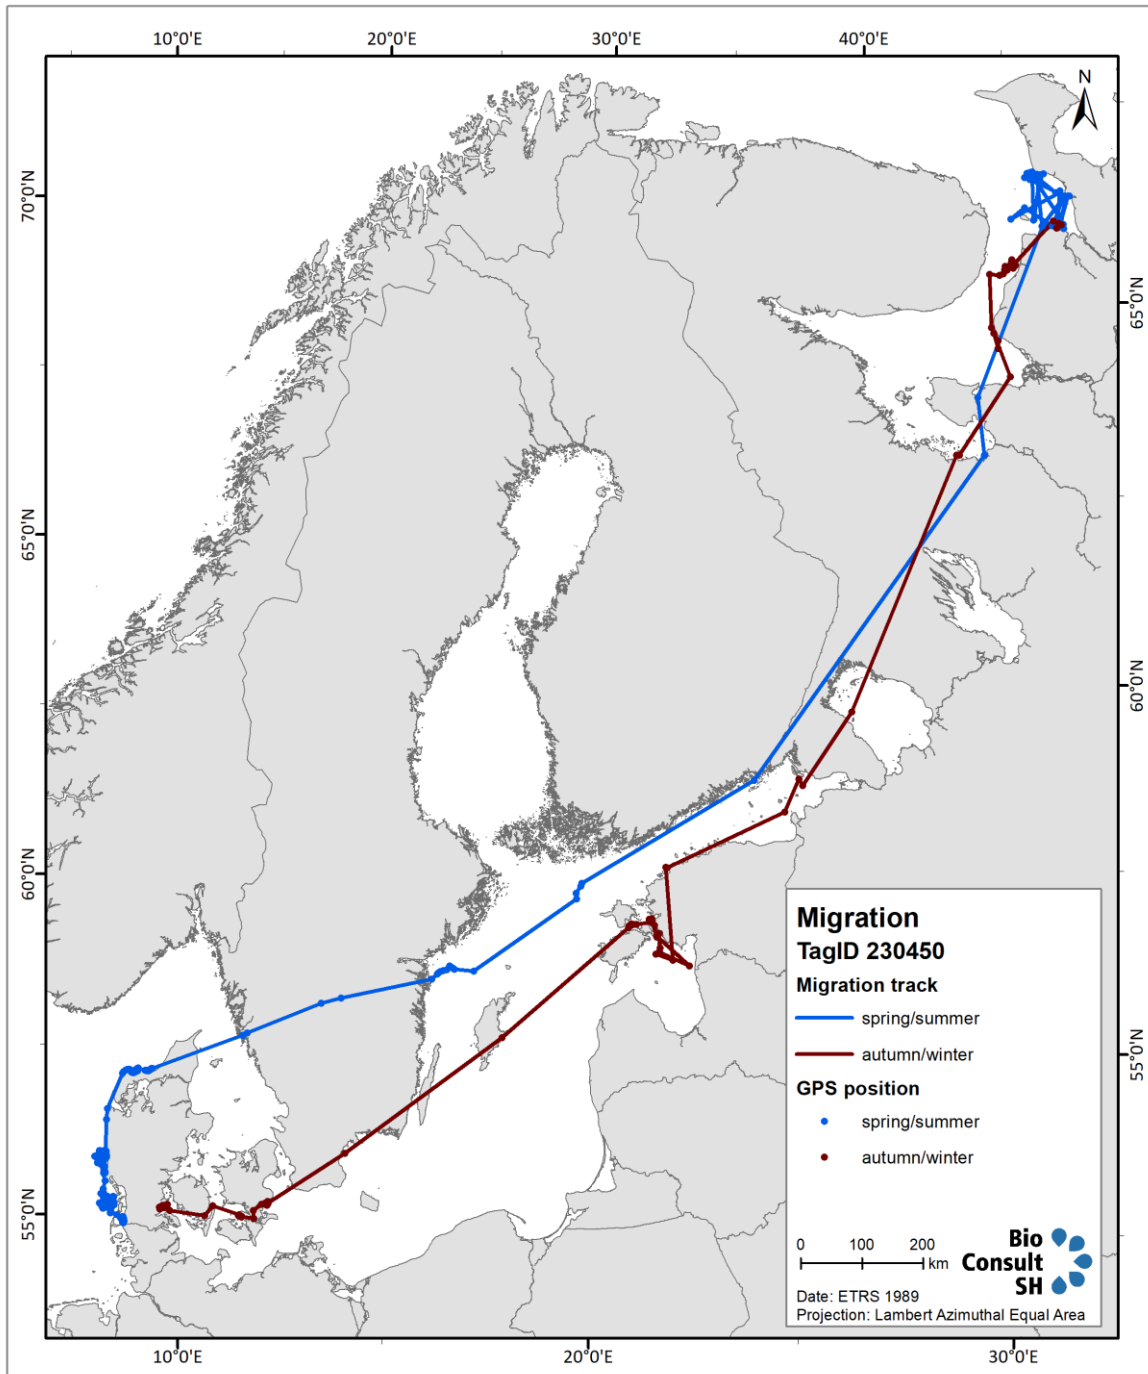 10°0'E 20°0'E 30°0'E 40°0'E
N
70°N
65°N
65°0'N
60°0'N
60°0'N
55°0'N
55°0'N
Migration
TagID 230450
Migration track
spring/summer
autumn/winter
GPS position
spring/summer
autumn/winter
0 100 200
km
Bio
Consult
SH
Date: ETRS 1989
Projection: Lambert Azimuthal Equal Area
10°0'E 20°0'E 30°0'E